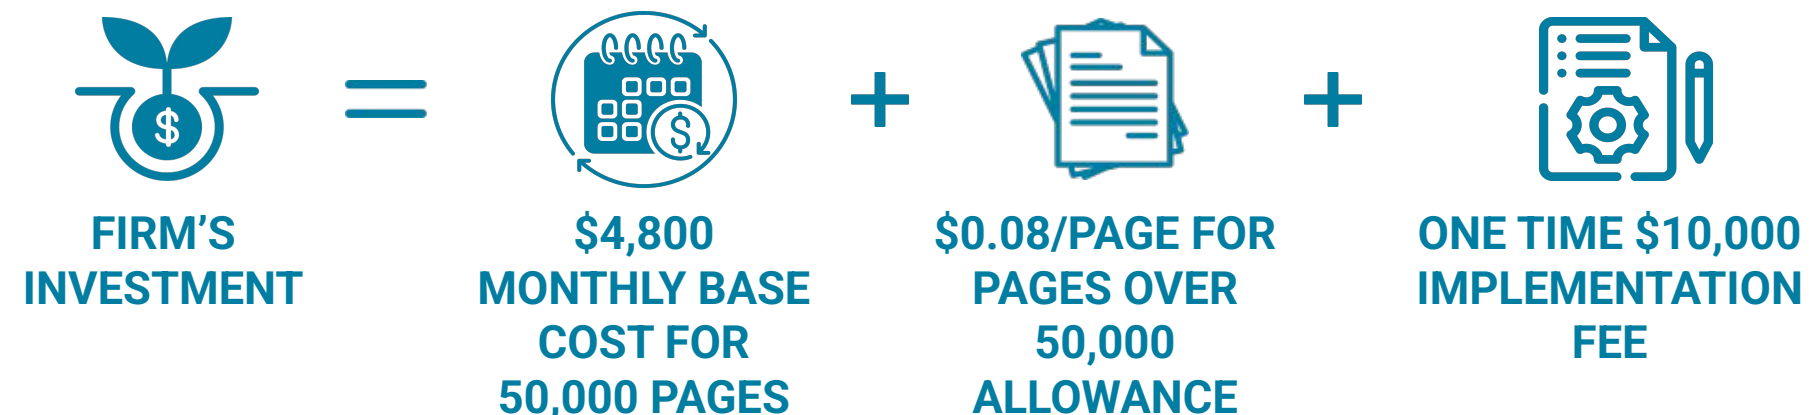 FIRM’S
INVESTMENT
$4,800
MONTHLY BASE
COST FOR
50,000 PAGES
$0.08/PAGE FOR
PAGES OVER
50,000
ALLOWANCE
ONE TIME $10,000
IMPLEMENTATION
FEE